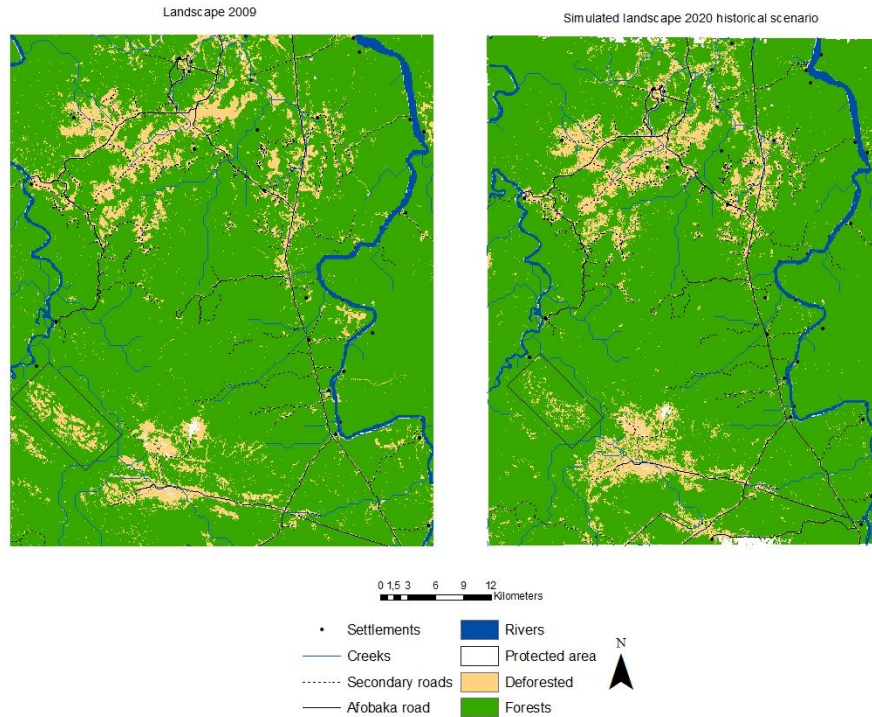 Landscape 2009
Simulated landscape 2020 historical scenario
0 1,5 3 6 9 12
Kilometers
Settlements
Creeks
Secondary roads
Afobaka road
Rivers
Protected area
Deforested
Forests
N